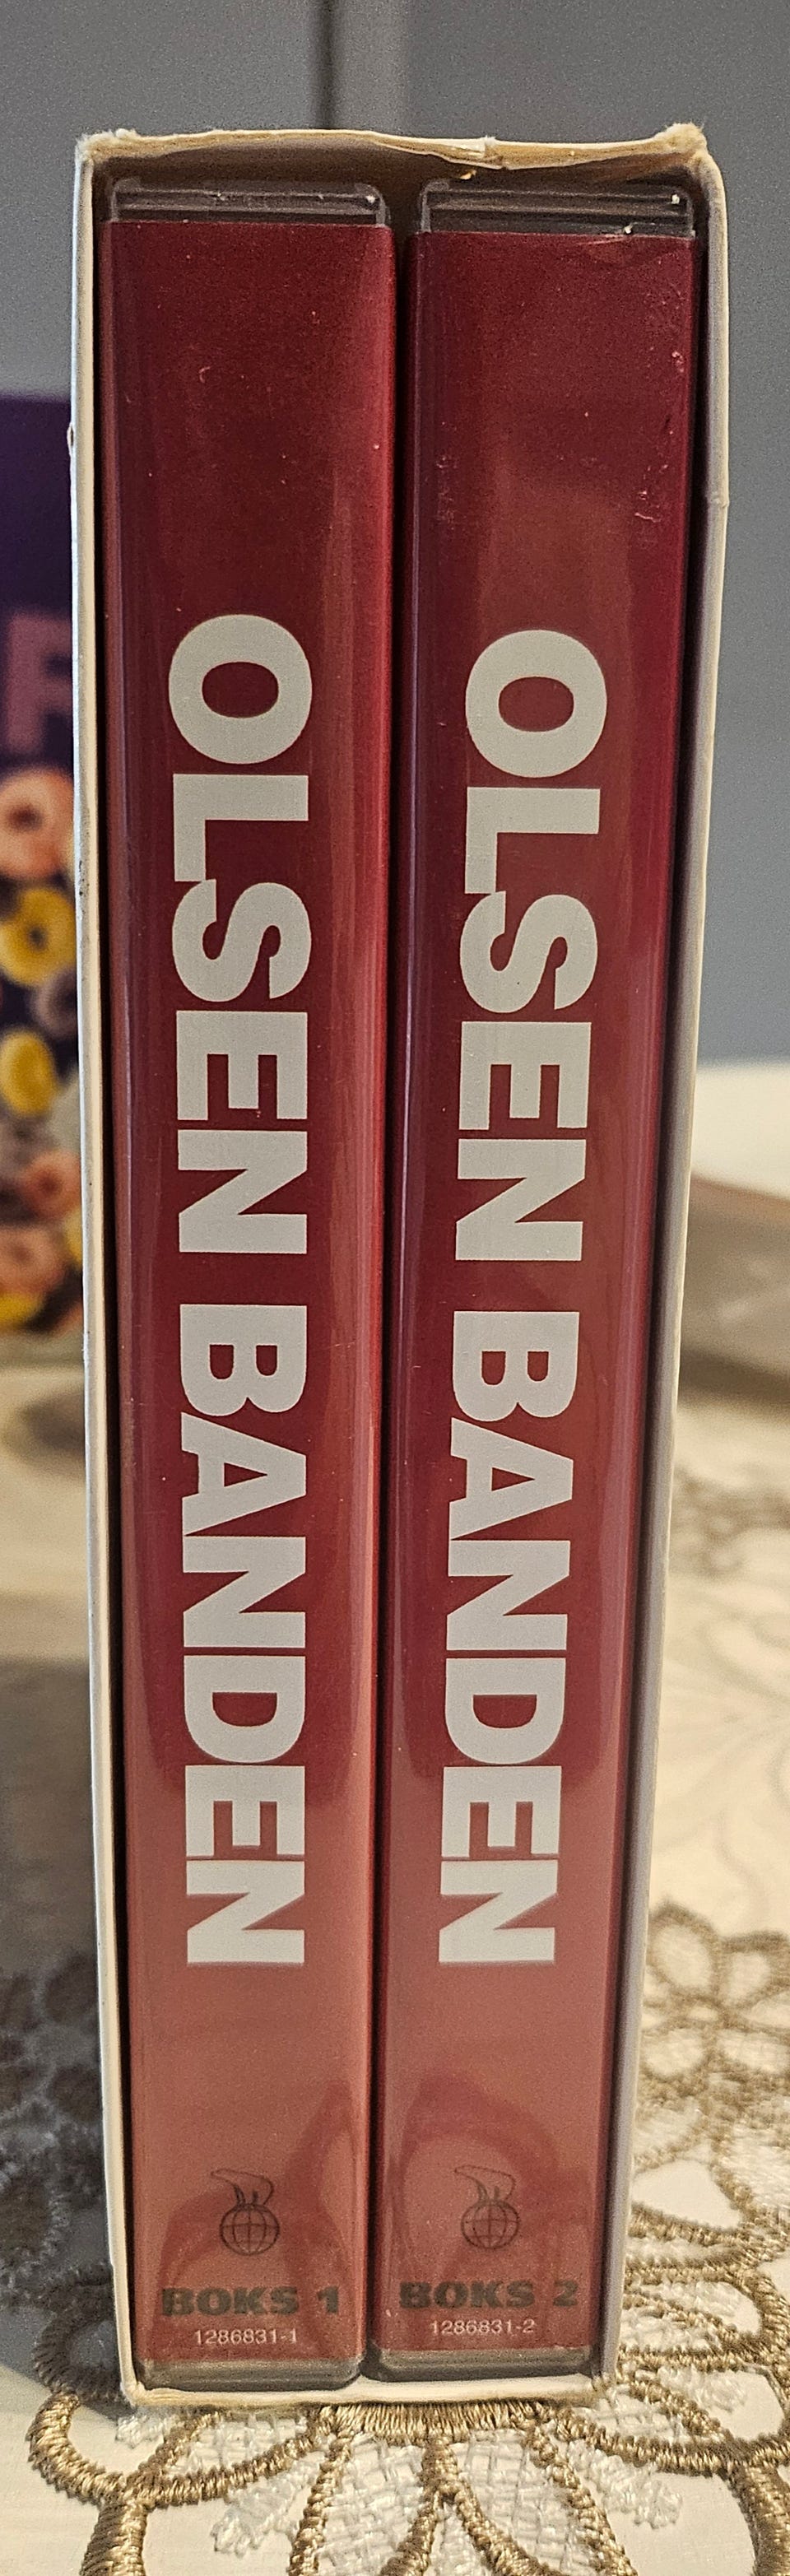 OLSEN BANDEN
BOKS 1
1286831-1
OLSEN BANDEN
BOKS 2
1286831-2